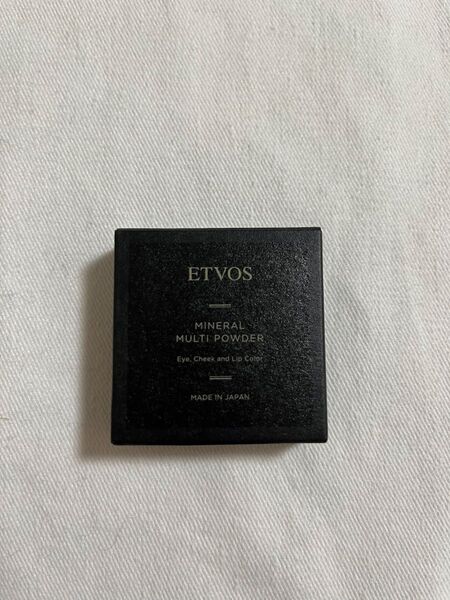 ETVOS
MINERAL
MULTI POWDER
Eye, Cheek and Lip Color
MADE IN JAPAN